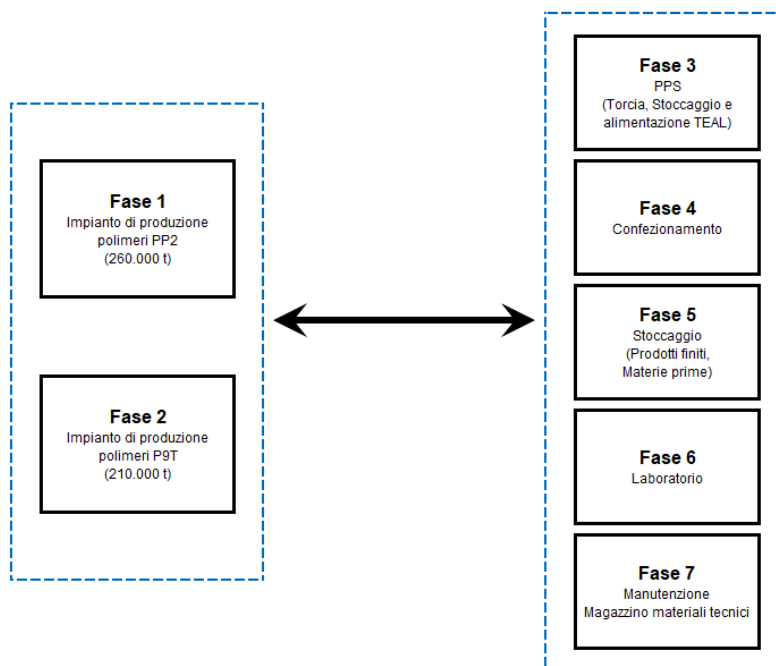 Fase 1
Impianto di produzione
polimeri PP2
(260.000 t)
Fase 2
Impianto di produzione
polimeri P9T
(210.000 t)
Fase 3
PPS
(Torcia, Stoccaggio e
alimentazione TEAL)
Fase 4
Confezionamento
Fase 5
Stoccaggio
(Prodotti finiti,
Materie prime)
Fase 6
Laboratorio
Fase 7
Manutenzione
Magazzino materiali tecnici